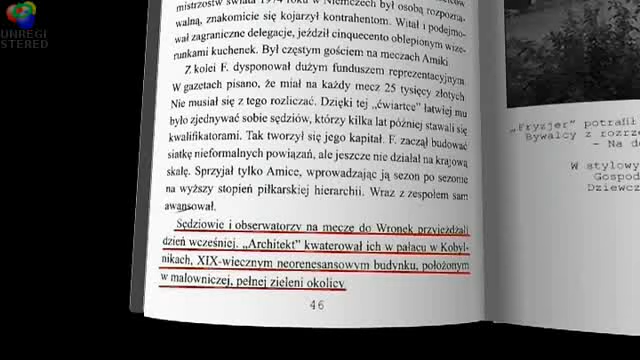 UNREGI
STERED
mistrzostw świata 1974 roku w Niemczech był osobą rozpozna-
walną, znakomicie się kojarzył kontrahentom. Witał i podejmo-
wał zagraniczne delegacje, jeździł cinquecento oblepionym wize-
runkami kuchenek. Był częstym gościem na meczach Amiki
Z kolei F. dysponował dużym funduszem reprezentacyjnym.
W gazetach pisano, że miał na każdy mecz 25 tysięcy złotych
Nie musiał się z tego rozliczać. Dzięki tej „ćwiartce" łatwiej mu
było zjednywać sobie sędziów, którzy kilka lat później stawali się
kwalifikatorami. Tak tworzył się jego kapitał. F. zaczął budować
siatkę nieformalnych powiązań, ale jeszcze nie działał na krajową
skalę. Sprzyjał tylko Amice, wprowadzając ją sezon po sezonie
na wyższy stopień piłkarskiej hierarchii. Wraz z zespołem sam
awansował.
Sędziowie i obserwatorzy na mecze do Wronek przyjeżdżali
dzień wcześniej. „Architekt" kwaterował ich w pałacu w Kobyl-
nikach, XIX-wiecznym neorenesansowym budynku, położonym
w malowniczej, pełnej zieleni okolicy
46
„Fryzjer" potrafił
Bywalcy z rozrze
– Na do
W stylowy
Gospod
Dziewcz